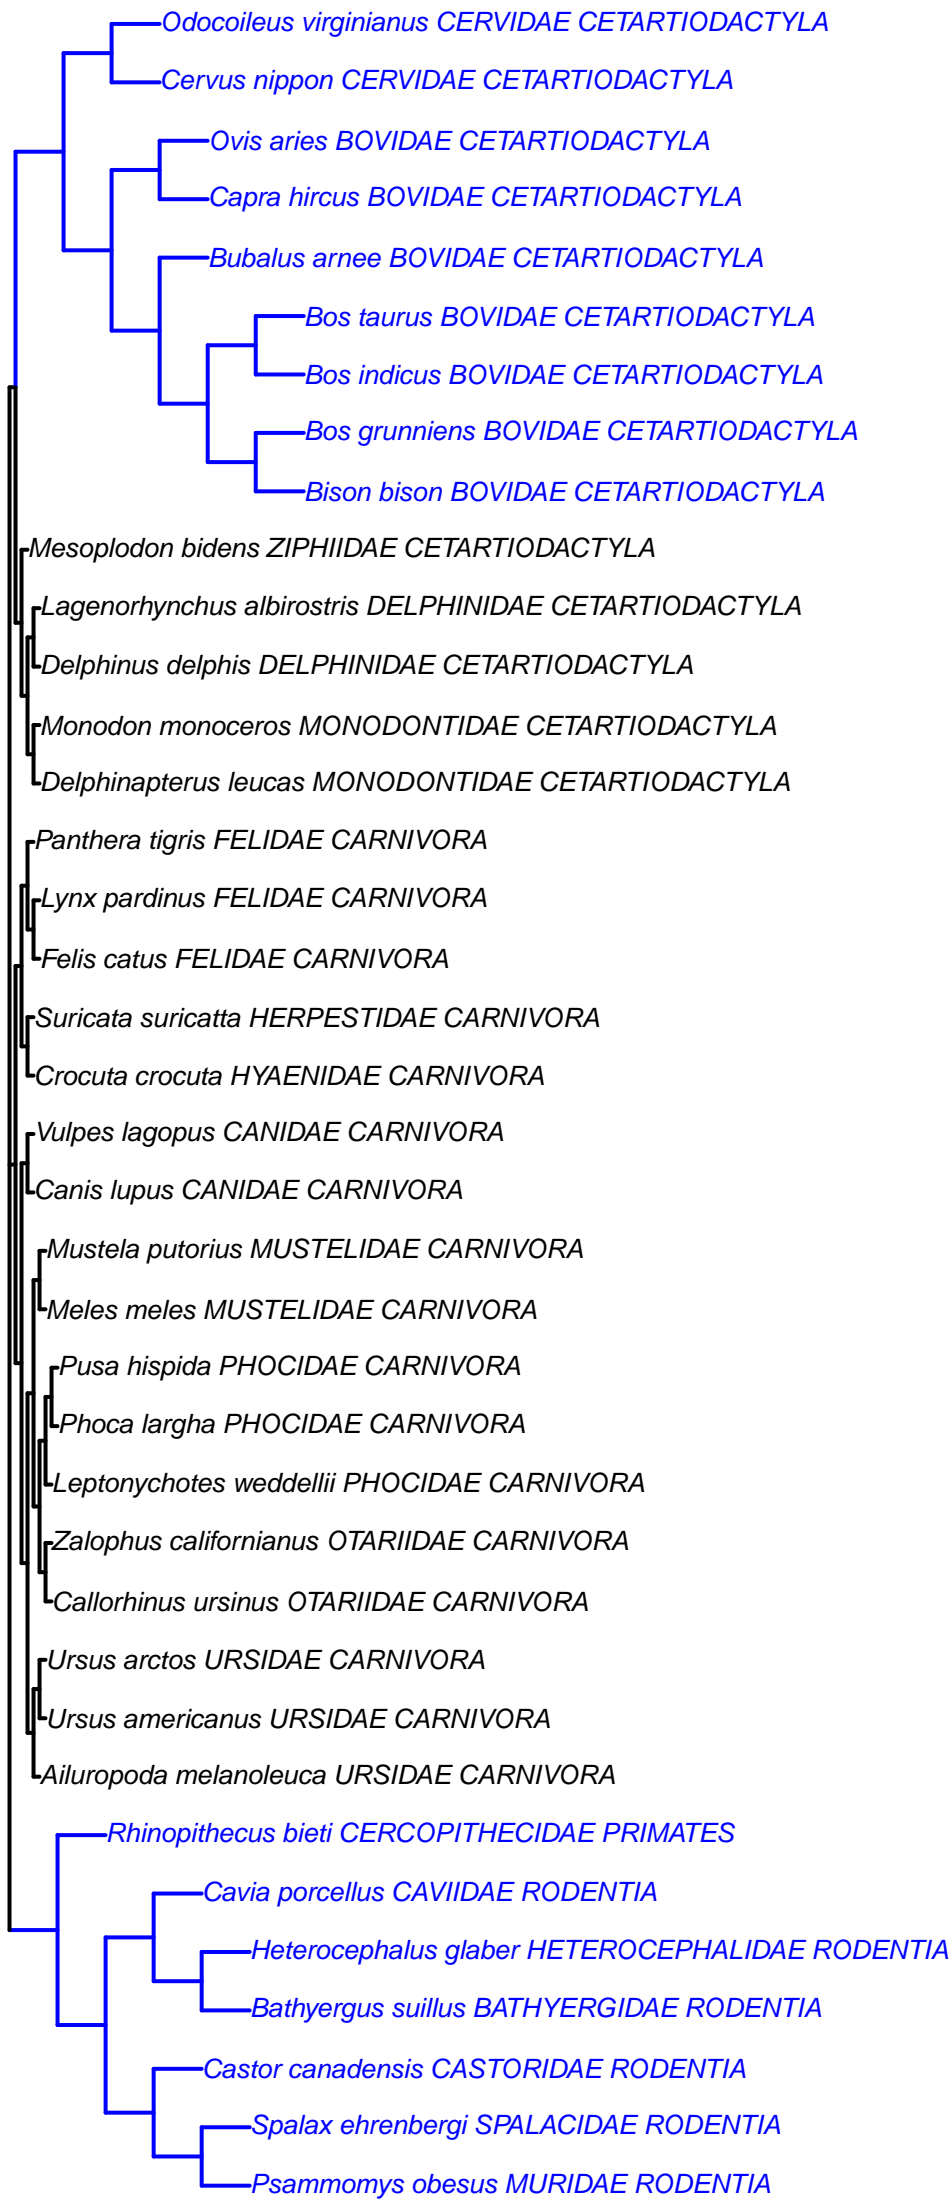 Odocoileus virginianus CERVIDAE CETARTIODACTYLA
Cervus nippon CERVIDAE CETARTIODACTYLA
Ovis aries BOVIDAE CETARTIODACTYLA
Capra hircus BOVIDAE CETARTIODACTYLA
Bubalus arnee BOVIDAE CETARTIODACTYLA
Bos taurus BOVIDAE CETARTIODACTYLA
Bos indicus BOVIDAE CETARTIODACTYLA
Bos grunniens BOVIDAE CETARTIODACTYLA
Bison bison BOVIDAE CETARTIODACTYLA
Mesoplodon bidens ZIPHIIDAE CETARTIODACTYLA
Lagenorhynchus albirostris DELPHINIDAE CETARTIODACTYLA
Delphinus delphis DELPHINIDAE CETARTIODACTYLA
Monodon monoceros MONODONTIDAE CETARTIODACTYLA
Delphinapterus leucas MONODONTIDAE CETARTIODACTYLA
Panthera tigris FELIDAE CARNIVORA
Lynx pardinus FELIDAE CARNIVORA
Felis catus FELIDAE CARNIVORA
Suricata suricatta HERPESTIDAE CARNIVORA
Crocuta crocuta HYAENIDAE CARNIVORA
Vulpes lagopus CANIDAE CARNIVORA
Canis lupus CANIDAE CARNIVORA
Mustela putorius MUSTELIDAE CARNIVORA
Meles meles MUSTELIDAE CARNIVORA
Pusa hispida PHOCIDAE CARNIVORA
Phoca largha PHOCIDAE CARNIVORA
Leptonychotes weddellii PHOCIDAE CARNIVORA
Zalophus californianus OTARIIDAE CARNIVORA
Callorhinus ursinus OTARIIDAE CARNIVORA
Ursus arctos URSIDAE CARNIVORA
Ursus americanus URSIDAE CARNIVORA
Ailuropoda melanoleuca URSIDAE CARNIVORA
Rhinopithecus bieti CERCOPITHECIDAE PRIMATES
Cavia porcellus CAVIIDAE RODENTIA
Heterocephalus glaber HETEROCEPHALIDAE RODENTIA
Bathyergus suillus BATHYERGIDAE RODENTIA
Castor canadensis CASTORIDAE RODENTIA
Spalax ehrenbergi SPALACIDAE RODENTIA
Psammomys obesus MURIDAE RODENTIA